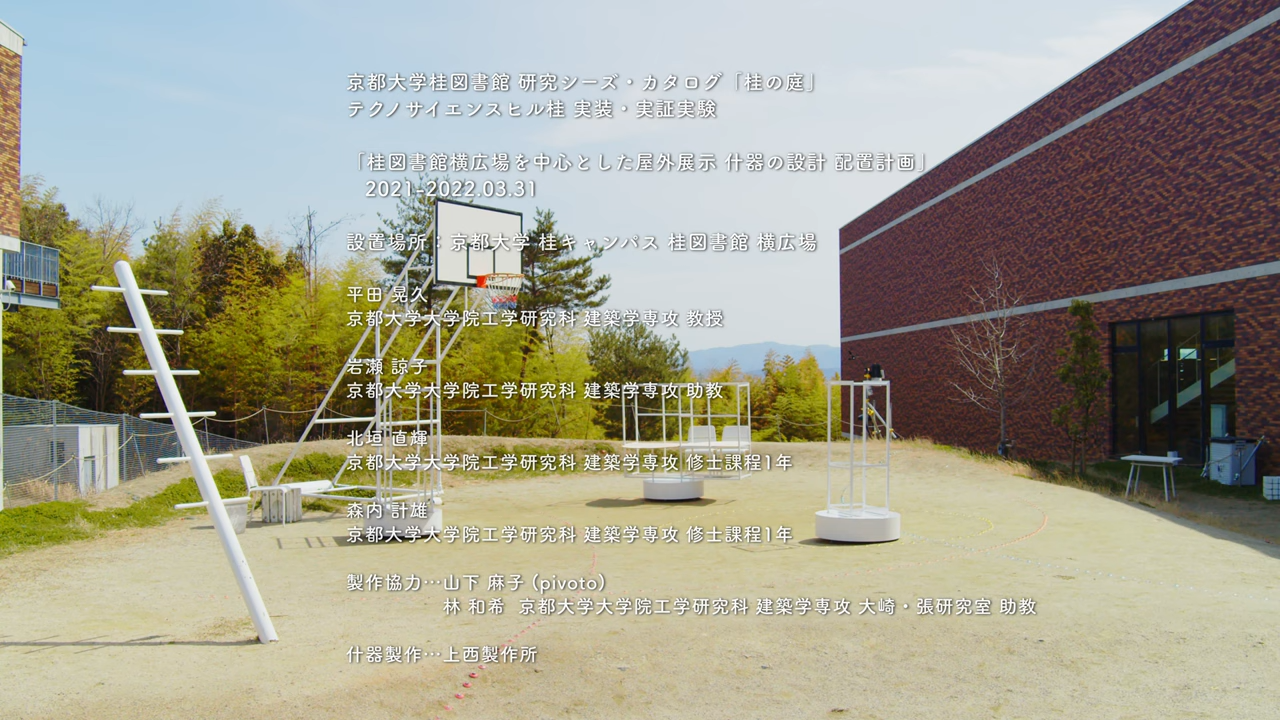 京都大学桂図書館 研究シーズ・カタログ「桂の庭」
テクノサイエンスヒル桂 実装・実証実験
「桂図書館横広場を中心とした屋外展示 什器の設計 配置計画」
2021-2022.03.31
設置場所：京都大学 桂キャンパス 桂図書館 横広場
平田 晃久
京都大学大学院工学研究科 建築学専攻 教授
岩瀬 諒子
京都大学大学院工学研究科 建築学専攻 助教
北垣 直輝
京都大学大学院工学研究科 建築学専攻 修士課程1年
森内 計雄
京都大学大学院工学研究科 建築学専攻 修士課程1年
製作協力…山下 麻子 (pivoto)
林 和希 京都大学大学院工学研究科 建築学専攻 大崎・張研究室 助教
什器製作…上西製作所